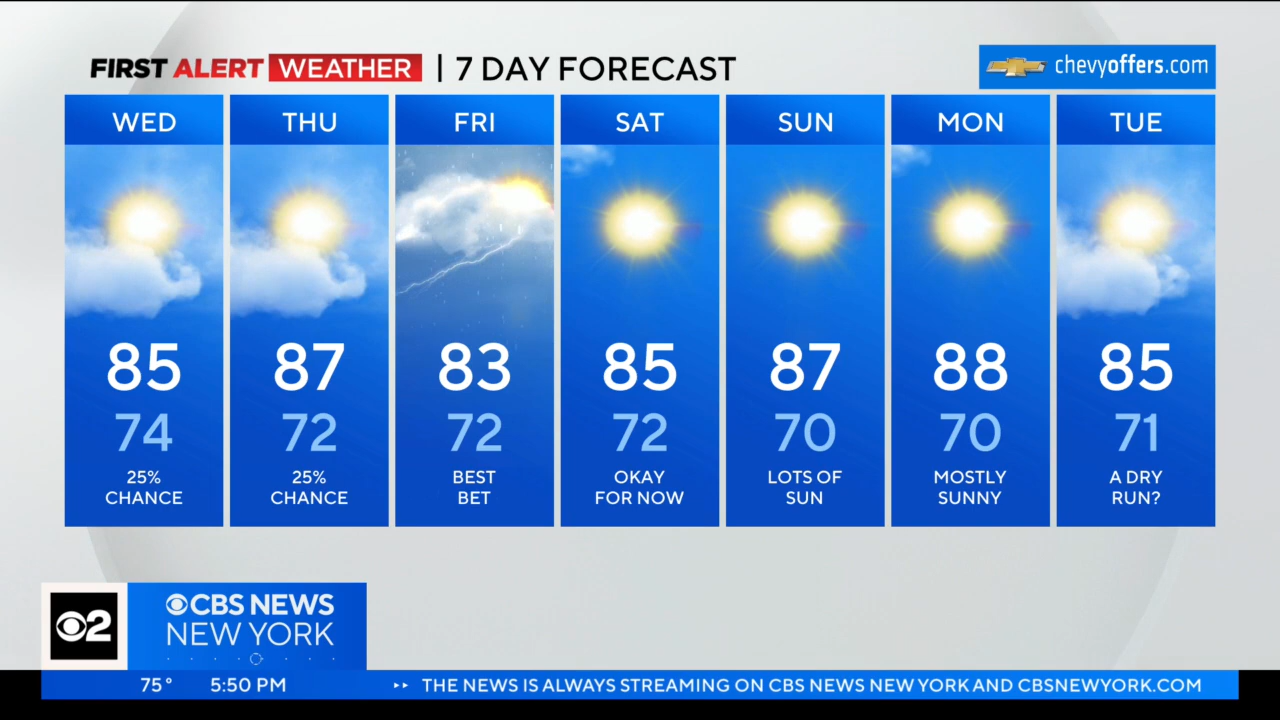 FIRST ALERT WEATHER | 7 DAY FORECAST
chevyoffers.com
WED THU FRI SAT SUN MON TUE
85 87 83 85 87 88 85
74 72 72 72 70 70 71
25% 25% BEST OKAY LOTS OF MOSTLY A DRY
CHANCE CHANCE BET FOR NOW SUN SUNNY RUN?
2
CBS NEWS
NEW YORK
75° 5:50 PM THE NEWS IS ALWAYS STREAMING ON CBS NEWS NEW YORK AND CBSNEWYORK.COM